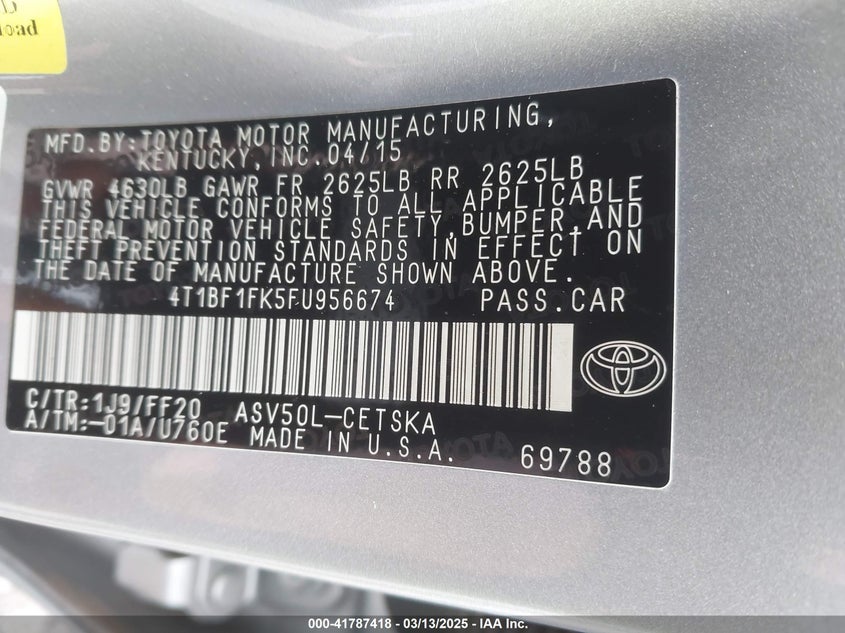 oad
MFD.BY:TOYOTA MOTOR MANUFACTURING,
KENTUCKY, INC. 04/15
GVWR 4630LB GAWR FR 2625LB RR 2625LB
THIS VEHICLE CONFORMS TO ALL APPLICABLE
FEDERAL MOTOR VEHICLE SAFETY, BUMPER, AND
THEFT PREVENTION STANDARDS IN EFFECT ON
THE DATE OF MANUFACTURE SHOWN ABOVE.
4T1BF1FK5FU956674 PASS.CAR
C/TR:1J9/FF20 ASV50L-CETSKA
A/TM:-01A/U760E MADE IN U.S.A. 69788
000-41787418 - 03/13/2025 - IAA Inc.